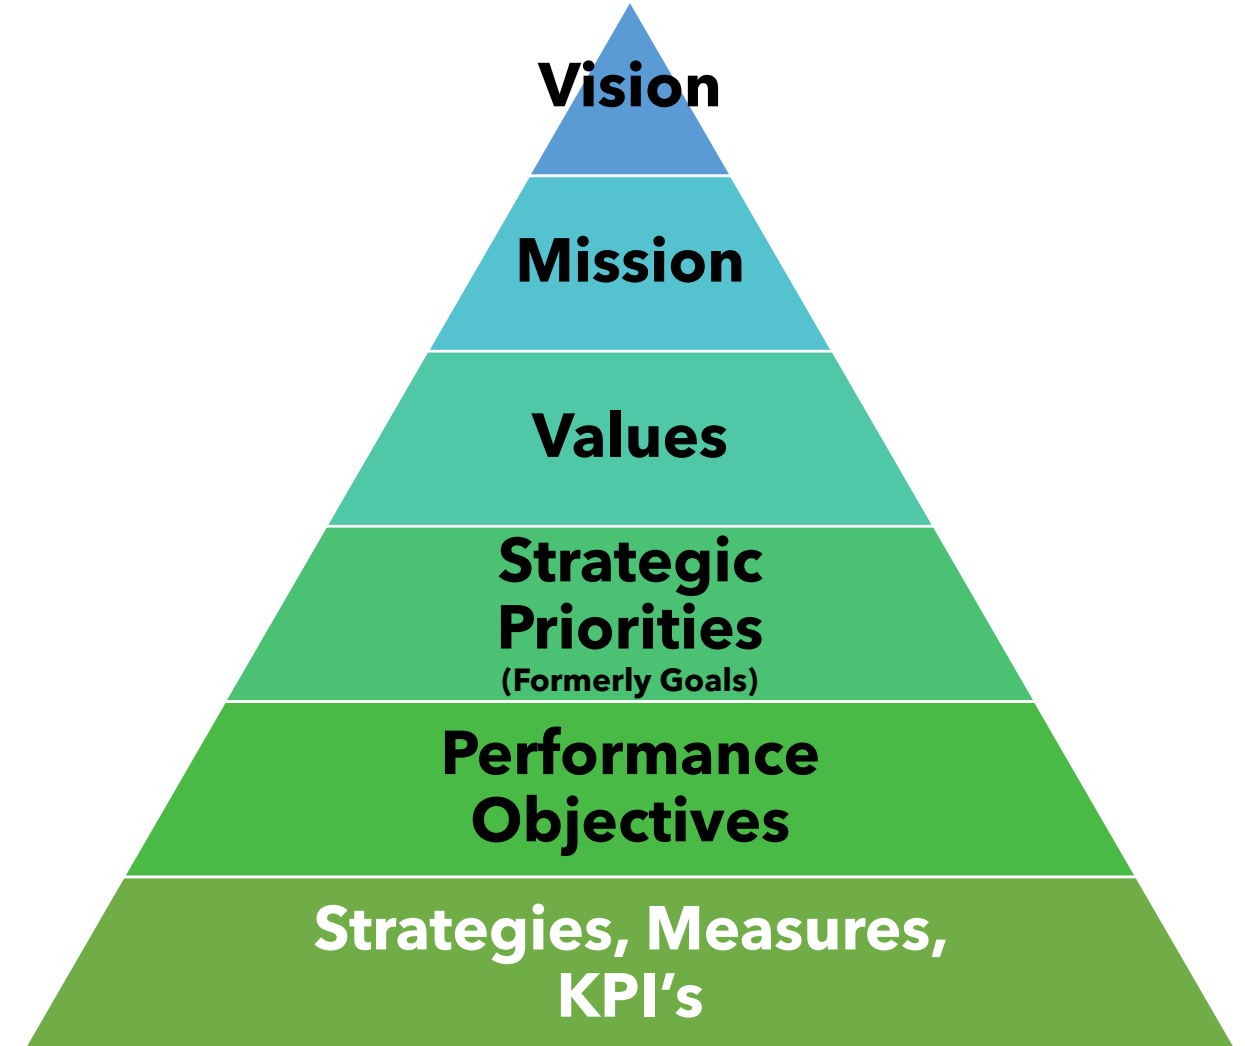 Vision
Mission
Values
Strategic
Priorities
(Formerly Goals)
Performance
Objectives
Strategies, Measures,
KPI’s